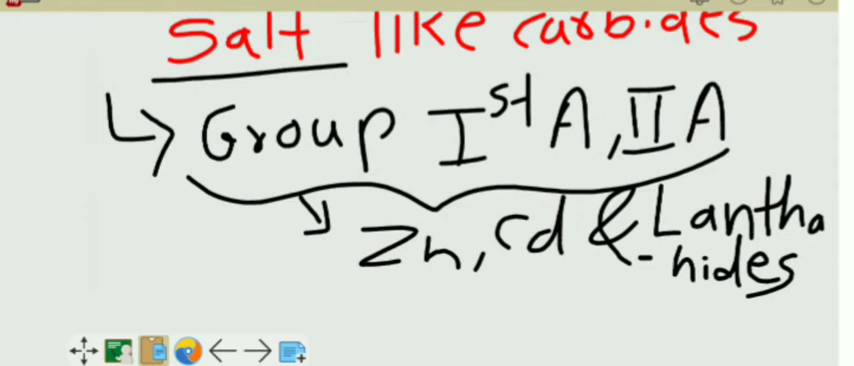 Salt like carbides
↳ Group Ist A, II A
↘ Zn, Cd & Lantha
-nides